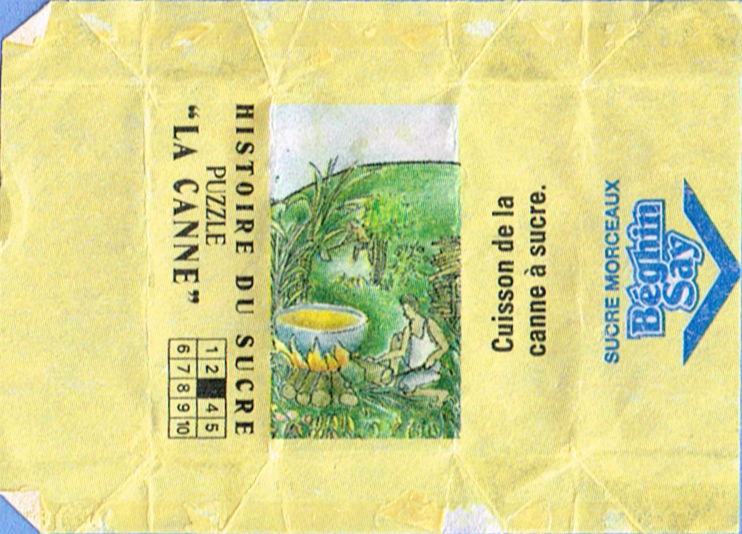 HISTOIRE DU SUCRE
PUZZLE
“LA CANNE”
1 2 4 5
6 7 8 9 10
Cuisson de la
canne à sucre.
SUCRE MORCEAUX
Béghin
Say